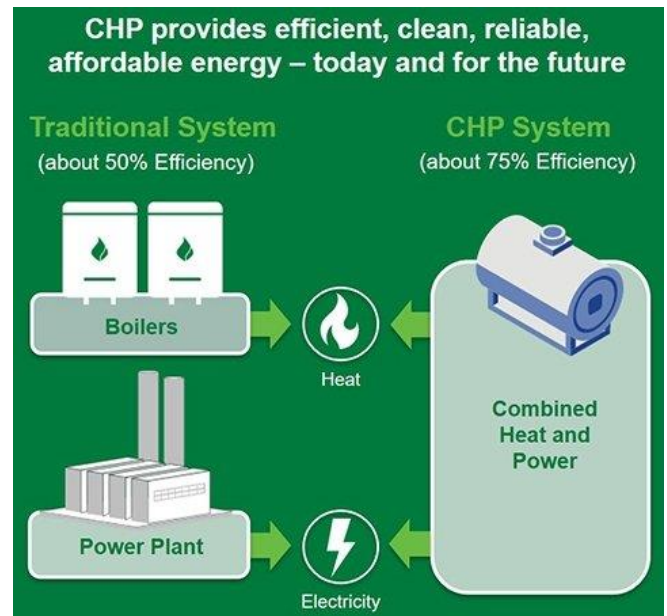 CHP provides efficient, clean, reliable,
affordable energy – today and for the future
Traditional System
(about 50% Efficiency)
CHP System
(about 75% Efficiency)
Boilers
Heat
Combined
Heat and
Power
Power Plant
Electricity